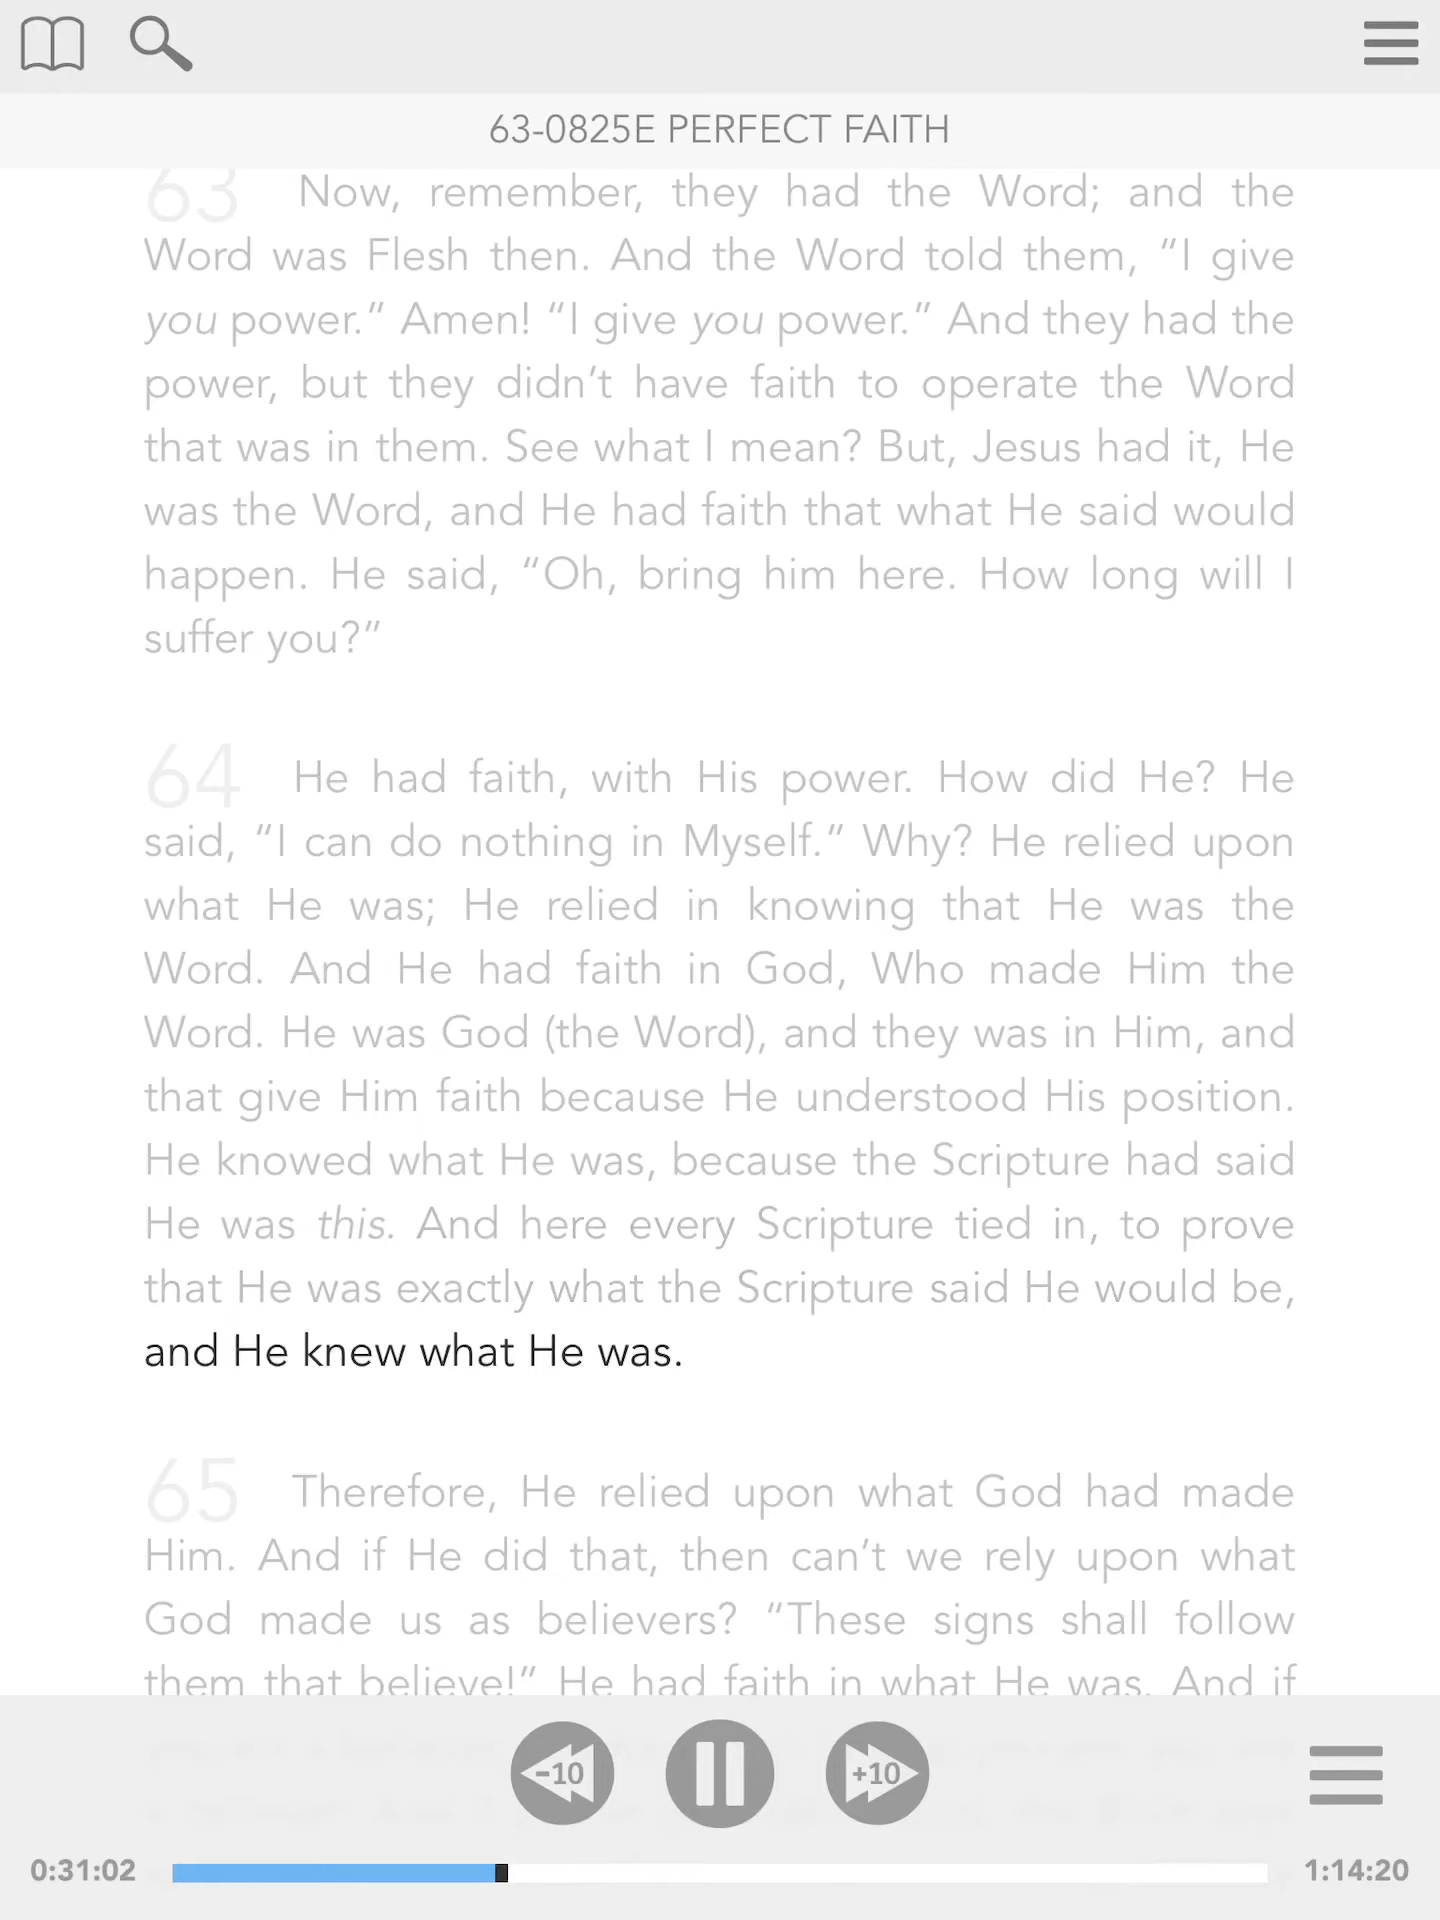 63-0825E PERFECT FAITH
63 Now, remember, they had the Word; and the
Word was Flesh then. And the Word told them, “I give
you power.” Amen! “I give you power.” And they had the
power, but they didn’t have faith to operate the Word
that was in them. See what I mean? But, Jesus had it, He
was the Word, and He had faith that what He said would
happen. He said, “Oh, bring him here. How long will I
suffer you?”
64 He had faith, with His power. How did He? He
said, “I can do nothing in Myself.” Why? He relied upon
what He was; He relied in knowing that He was the
Word. And He had faith in God, Who made Him the
Word. He was God (the Word), and they was in Him, and
that give Him faith because He understood His position.
He knowed what He was, because the Scripture had said
He was this. And here every Scripture tied in, to prove
that He was exactly what the Scripture said He would be,
and He knew what He was.
65 Therefore, He relied upon what God had made
Him. And if He did that, then can’t we rely upon what
God made us as believers? “These signs shall follow
them that believe!” He had faith in what He was. And if
-10 +10
0:31:02 1:14:20